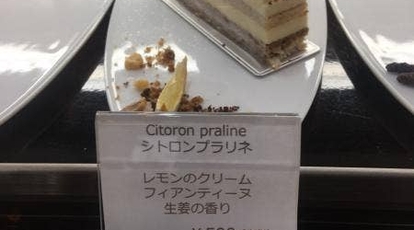 Citoron praline
シトロンプラリネ
レモンのクリーム
フィアンティーヌ
生姜の香り